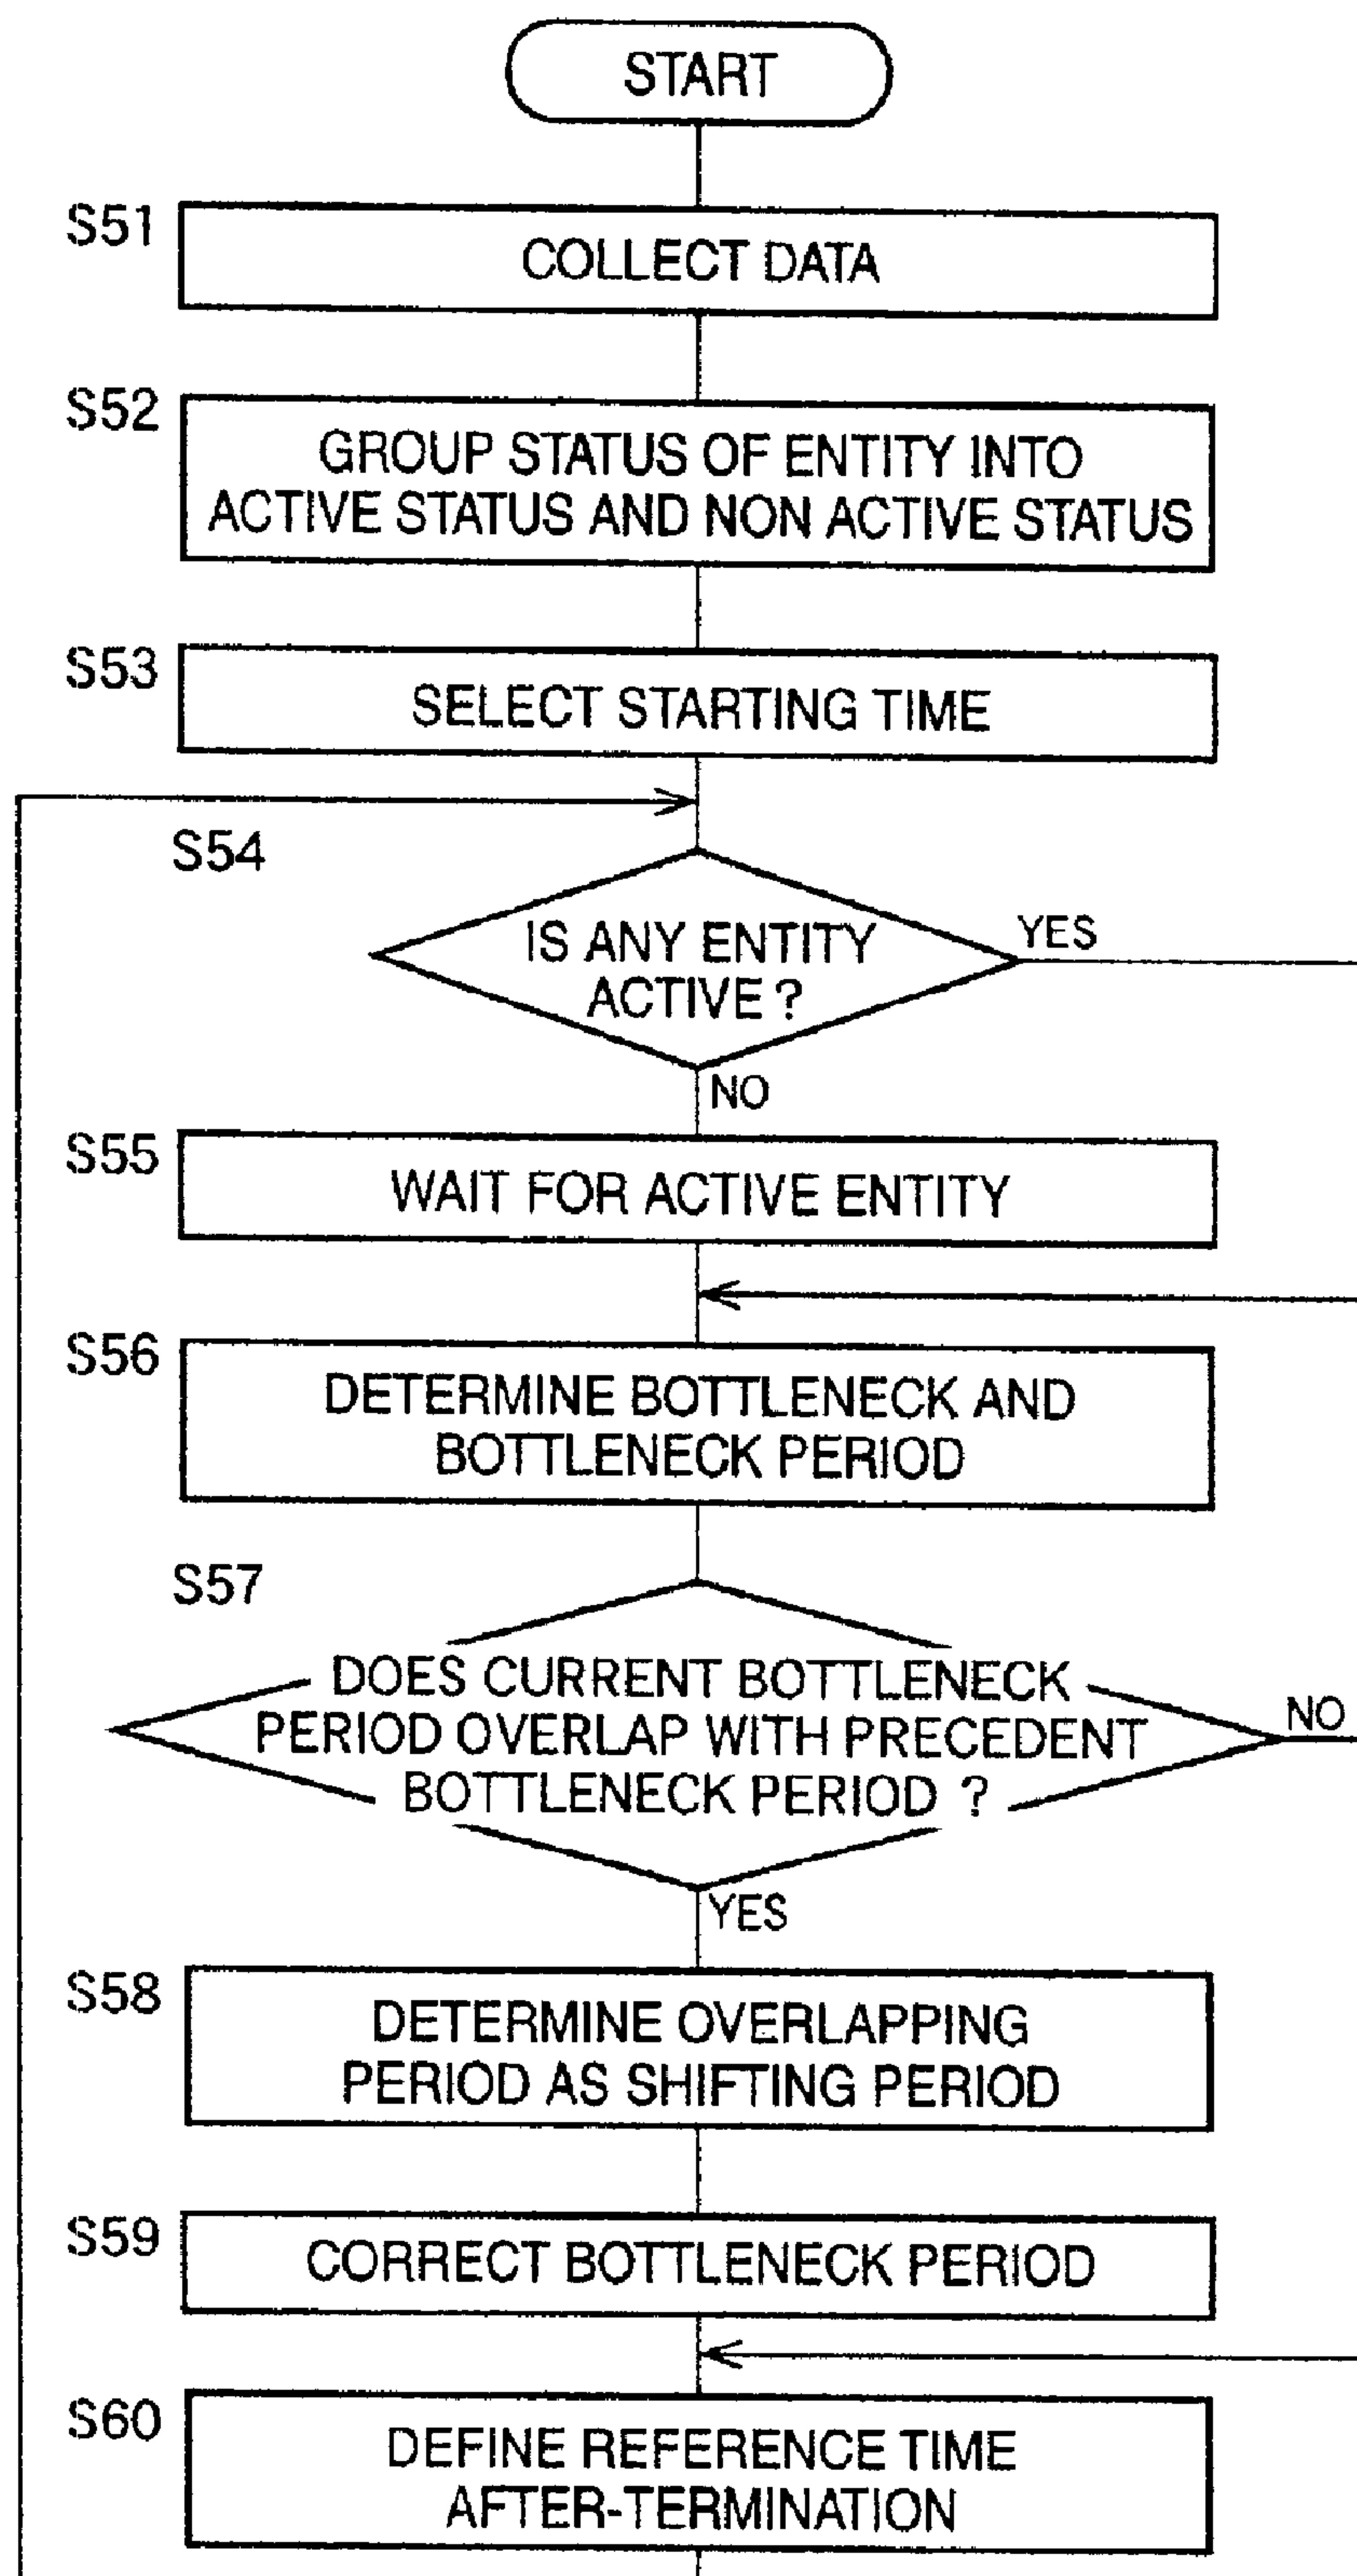 START
S51
COLLECT DATA
S52
GROUP STATUS OF ENTITY INTO
ACTIVE STATUS AND NON ACTIVE STATUS
S53
SELECT STARTING TIME
S54
IS ANY ENTITY
ACTIVE ?
YES
NO
S55
WAIT FOR ACTIVE ENTITY
S56
DETERMINE BOTTLENECK AND
BOTTLENECK PERIOD
S57
DOES CURRENT BOTTLENECK
PERIOD OVERLAP WITH PRECEDENT
BOTTLENECK PERIOD ?
NO
YES
S58
DETERMINE OVERLAPPING
PERIOD AS SHIFTING PERIOD
S59
CORRECT BOTTLENECK PERIOD
S60
DEFINE REFERENCE TIME
AFTER-TERMINATION